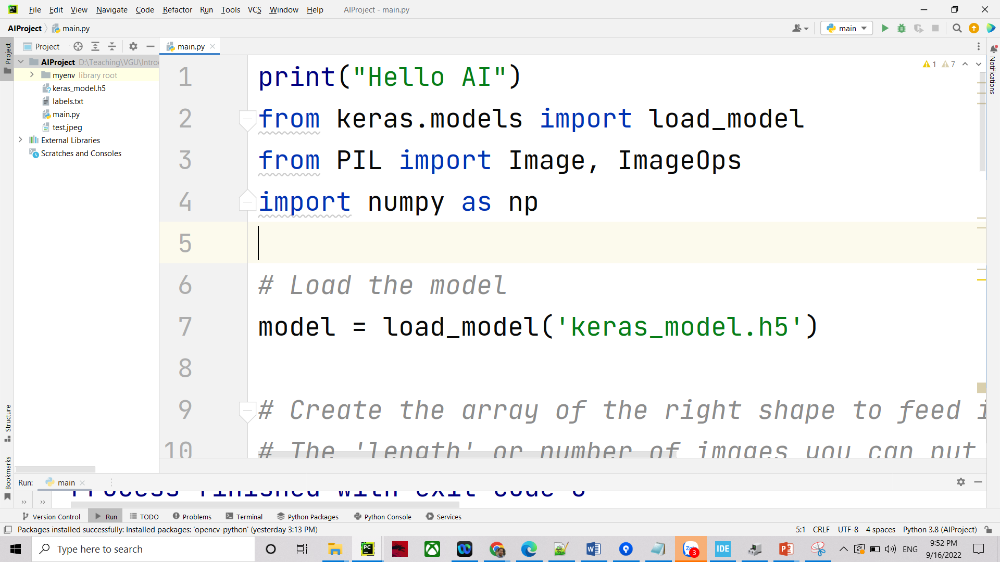 File Edit View Navigate Code Refactor Run Tools VCS Window Help AIProject - main.py
AIProject main.py
main
Project
main.py
Project
AIProject D:\Teaching\VGU\Intro
myenv library root
keras_model.h5
labels.txt
main.py
test.jpeg
External Libraries
Scratches and Consoles
1 7
Notifications
1 print("Hello AI")
2 from keras.models import load_model
3 from PIL import Image, ImageOps
4 import numpy as np
5
6 # Load the model
7 model = load_model('keras_model.h5')
8
9 # Create the array of the right shape to feed i
10 # The 'length' or number of images you can put
Structure
Bookmarks
Run: main
Process finished with exit code 0
Version Control Run TODO Problems Terminal Python Packages Python Console Services
Packages installed successfully: Installed packages: 'opencv-python' (yesterday 3:13 PM) 5:1 CRLF UTF-8 4 spaces Python 3.8 (AIProject)
Type here to search
PC
IDE
3
ENG
9:52 PM
9/16/2022